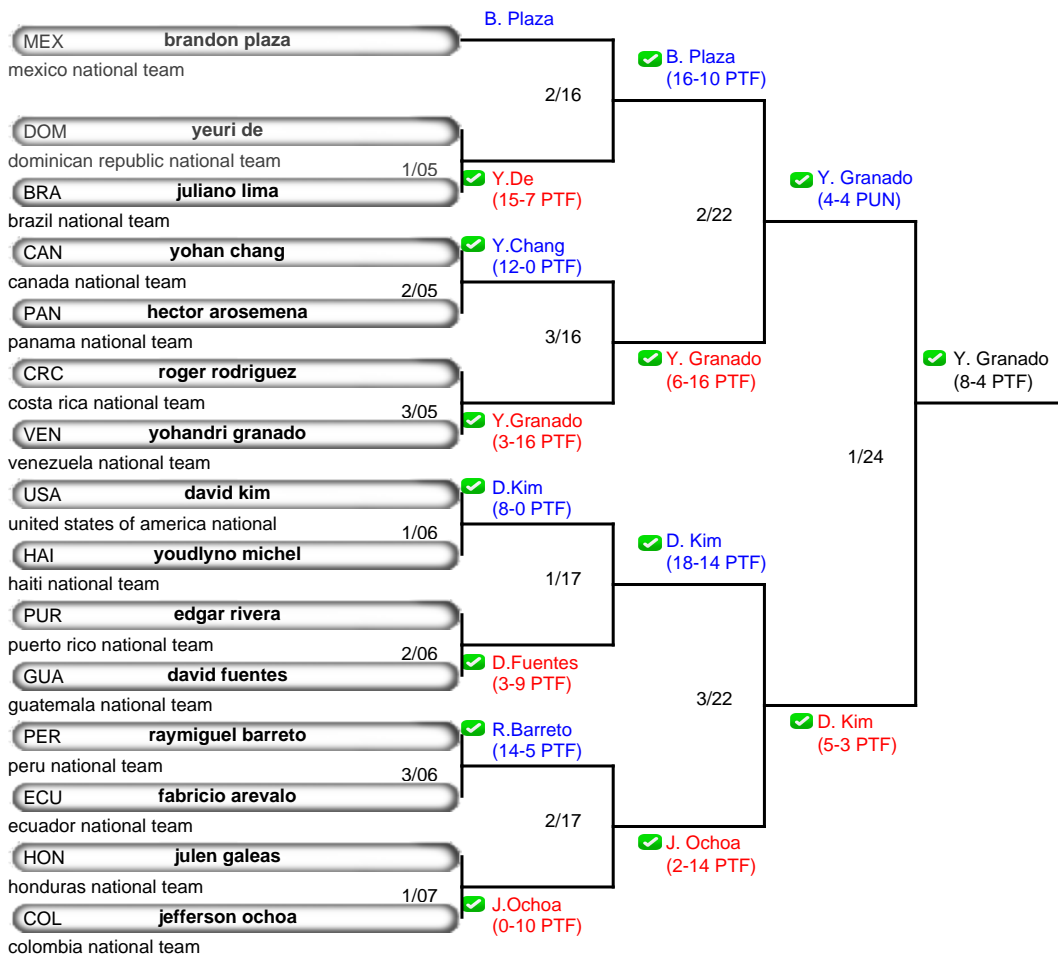 B. Plaza
MEX brandon plaza
mexico national team
B. Plaza
(16-10 PTF)
2/16
DOM yeuri de
dominican republic national team
1/05
Y.De
(15-7 PTF)
BRA juliano lima
brazil national team
Y. Granado
(4-4 PUN)
2/22
CAN yohan chang
canada national team
Y.Chang
(12-0 PTF)
2/05
PAN hector arosemena
panama national team
3/16
Y. Granado
(6-16 PTF)
Y. Granado
(8-4 PTF)
CRC roger rodriguez
costa rica national team
3/05
Y.Granado
(3-16 PTF)
VEN yohandri granado
venezuela national team
1/24
USA david kim
united states of america national
D.Kim
(8-0 PTF)
1/06
HAI youdlyno michel
haiti national team
D. Kim
(18-14 PTF)
1/17
PUR edgar rivera
puerto rico national team
2/06
D.Fuentes
(3-9 PTF)
GUA david fuentes
guatemala national team
3/22
D. Kim
(5-3 PTF)
PER raymiguel barreto
peru national team
R.Barreto
(14-5 PTF)
3/06
ECU fabricio arevalo
ecuador national team
2/17
J. Ochoa
(2-14 PTF)
HON julen galeas
honduras national team
1/07
J.Ochoa
(0-10 PTF)
COL jefferson ochoa
colombia national team